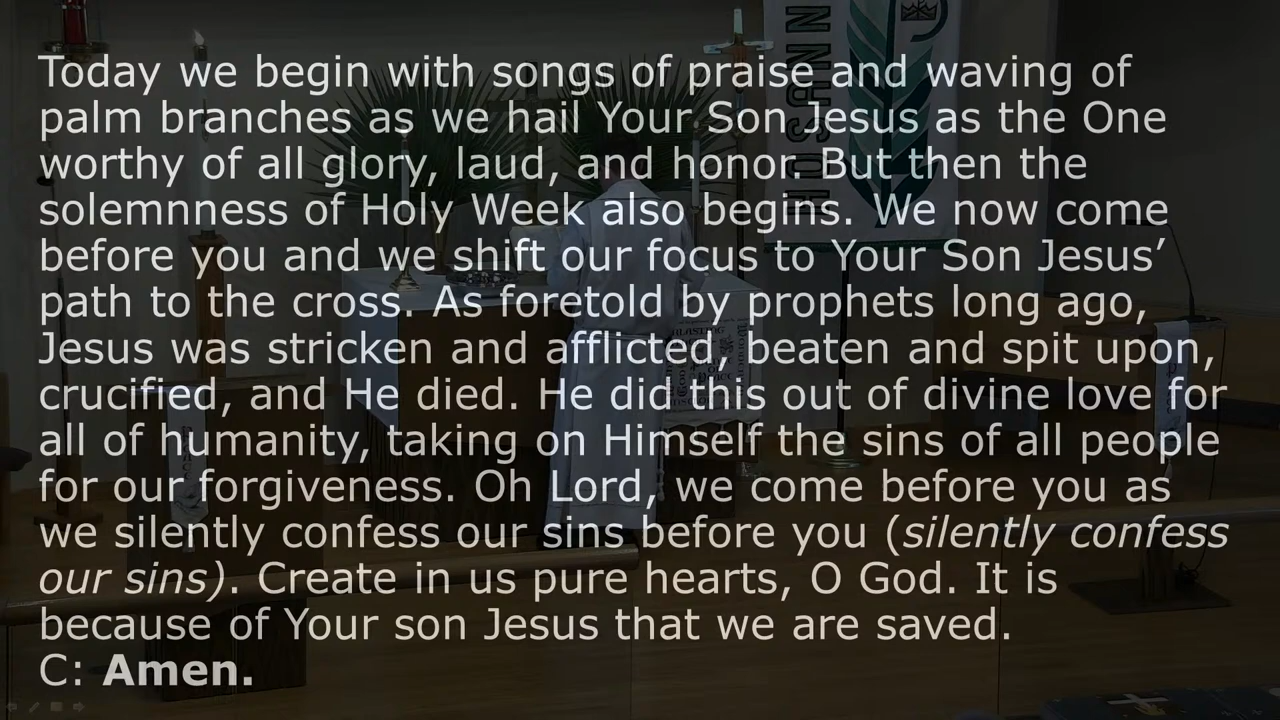 Today we begin with songs of praise and waving of
palm branches as we hail Your Son Jesus as the One
worthy of all glory, laud, and honor. But then the
solemnness of Holy Week also begins. We now come
before you and we shift our focus to Your Son Jesus’
path to the cross. As foretold by prophets long ago,
Jesus was stricken and afflicted, beaten and spit upon,
crucified, and He died. He did this out of divine love for
all of humanity, taking on Himself the sins of all people
for our forgiveness. Oh Lord, we come before you as
we silently confess our sins before you (silently confess
our sins). Create in us pure hearts, O God. It is
because of Your son Jesus that we are saved.
C: Amen.
HOSANN